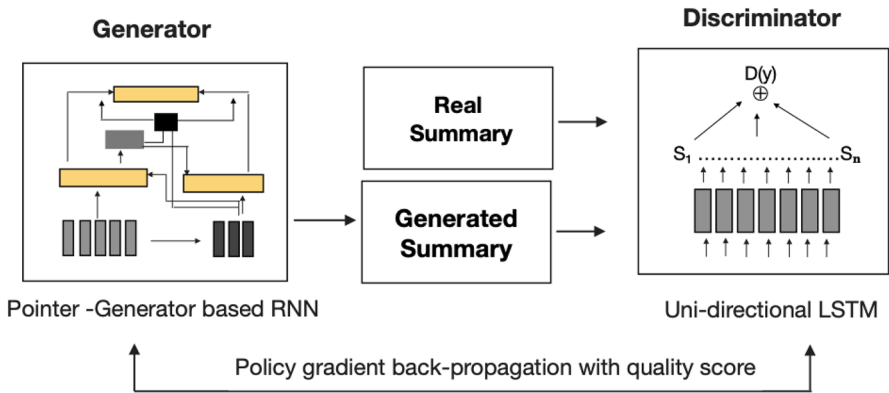 Generator
Discriminator
D(y)
Real
Summary
S₁ ........................ Sₙ
Generated
Summary
Pointer -Generator based RNN
Uni-directional LSTM
Policy gradient back-propagation with quality score